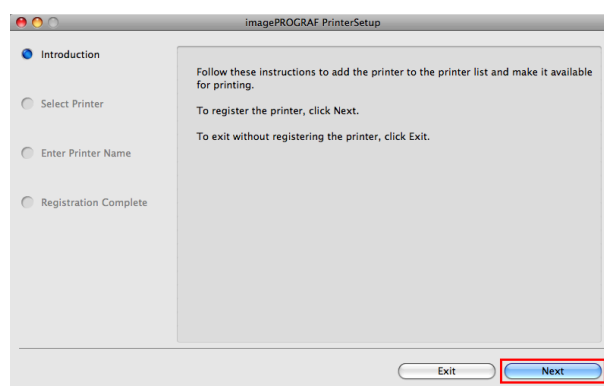 imagePROGRAF PrinterSetup
Introduction
Select Printer
Enter Printer Name
Registration Complete
Follow these instructions to add the printer to the printer list and make it available
for printing.
To register the printer, click Next.
To exit without registering the printer, click Exit.
Exit
Next